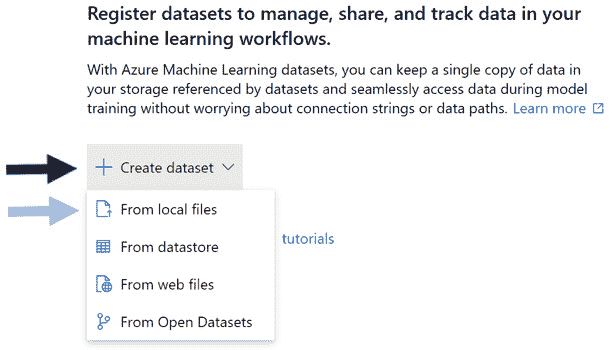 Register datasets to manage, share, and track data in your
machine learning workflows.
With Azure Machine Learning datasets, you can keep a single copy of data in
your storage referenced by datasets and seamlessly access data during model
training without worrying about connection strings or data paths. Learn more
Create dataset
From local files
From datastore
tutorials
From web files
From Open Datasets